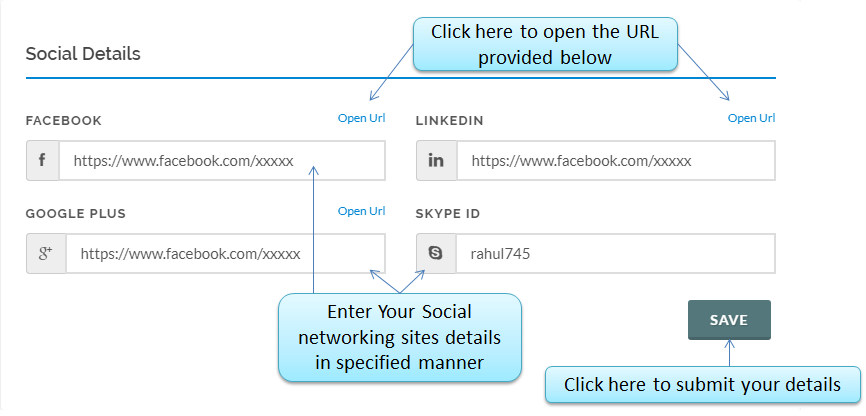 Click here to open the URL
provided below
Social Details
FACEBOOK
Open Url
LINKEDIN
Open Url
f
https://www.facebook.com/xxxxx
in
https://www.facebook.com/xxxxx
GOOGLE PLUS
Open Url
SKYPE ID
g+
https://www.facebook.com/xxxxx
S
rahul745
Enter Your Social
networking sites details
in specified manner
SAVE
Click here to submit your details